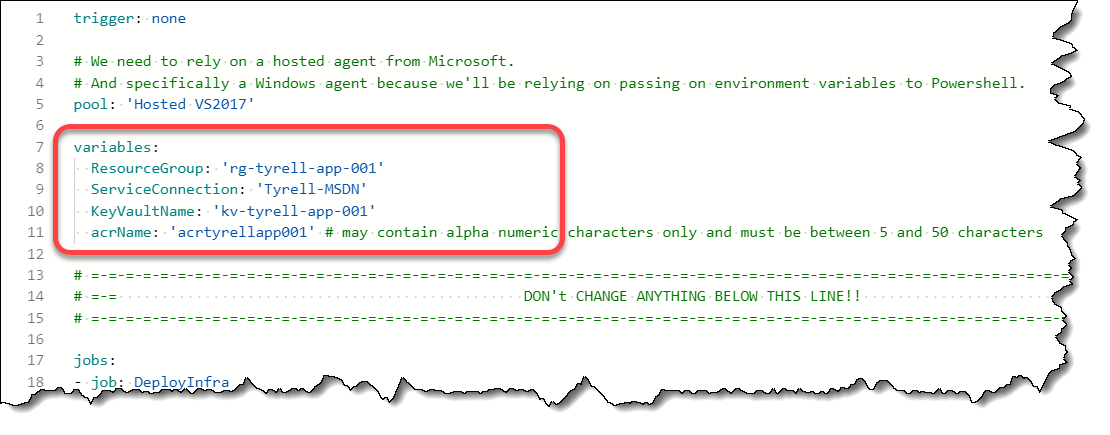 1 trigger: none
2
3 # We need to rely on a hosted agent from Microsoft.
4 # And specifically a Windows agent because we'll be relying on passing on environment variables to Powershell.
5 pool: 'Hosted VS2017'
6
7 variables:
8 ResourceGroup: 'rg-tyrell-app-001'
9 ServiceConnection: 'Tyrell-MSDN'
10 KeyVaultName: 'kv-tyrell-app-001'
11 acrName: 'acrtyrellapp001' # may contain alpha numeric characters only and must be between 5 and 50 characters
12
13 # =-=-=-=-=-=-=-=-=-=-=-=-=-=-=-=-=-=-=-=-=-=-=-=-=-=-=-=-=-=-=-=-=-=-=-=-=-=-=-=-=-=-=-=-=-=-=-=-=-=-=-=-=-=-=-=-=-=-=
14 # =-= DON't CHANGE ANYTHING BELOW THIS LINE!!
15 # =-=-=-=-=-=-=-=-=-=-=-=-=-=-=-=-=-=-=-=-=-=-=-=-=-=-=-=-=-=-=-=-=-=-=-=-=-=-=-=-=-=-=-=-=-=-=-=-=-=-=-=-=-=-=-=-=-=-=
16
17 jobs:
18 - job: DeployInfra